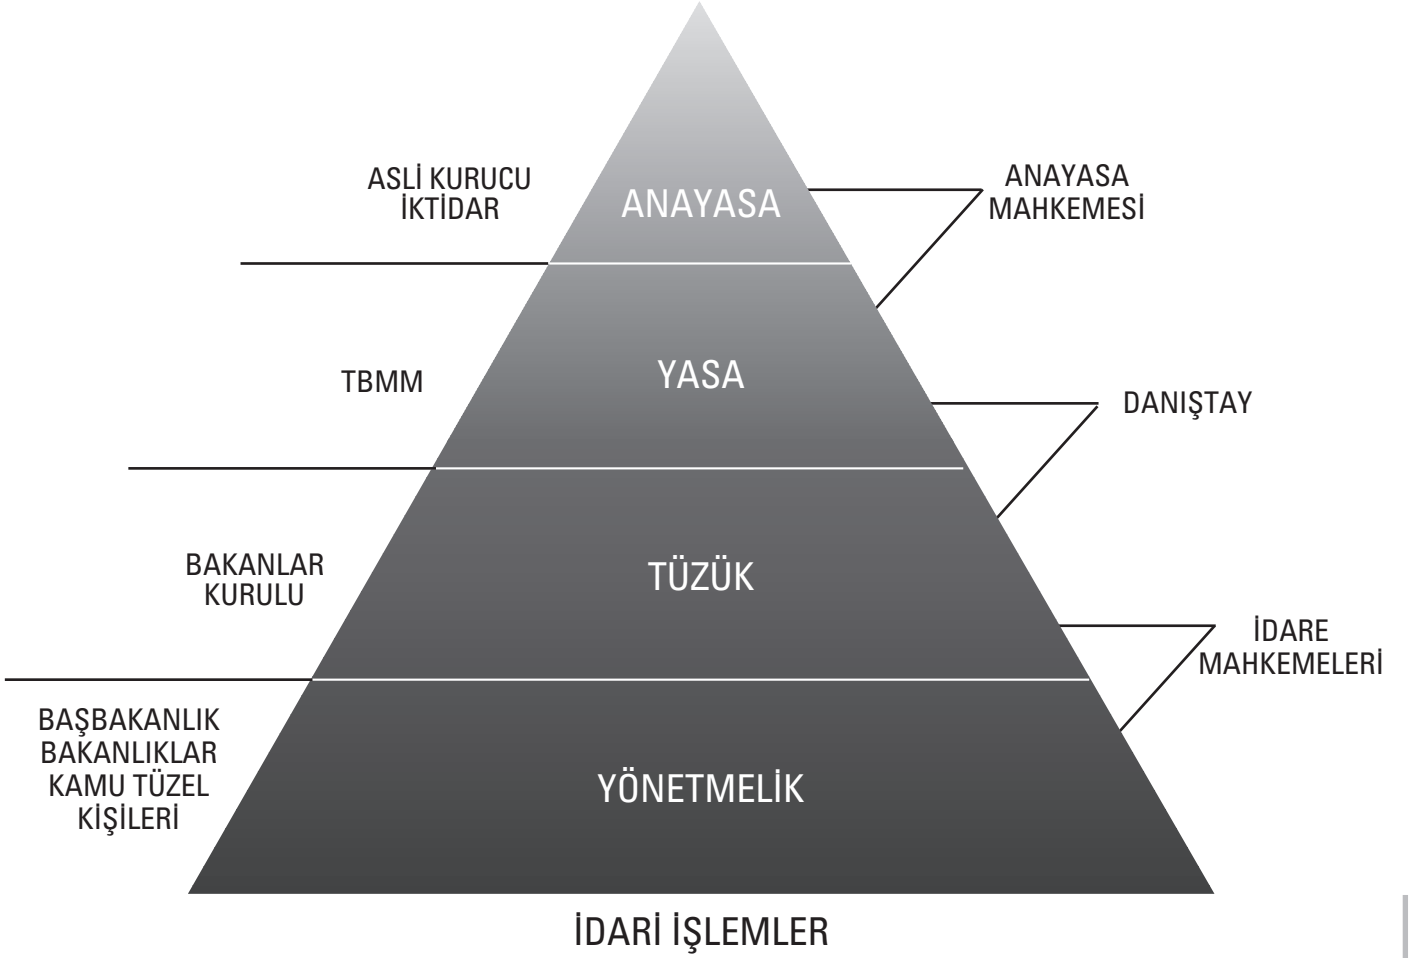 ASLİ KURUCU
İKTİDAR
ANAYASA
ANAYASA
MAHKEMESİ
TBMM
YASA
DANIŞTAY
BAKANLAR
KURULU
TÜZÜK
İDARE
MAHKEMELERİ
BAŞBAKANLIK
BAKANLIKLAR
KAMU TÜZEL
KİŞİLERİ
YÖNETMELİK
İDARİ İŞLEMLER